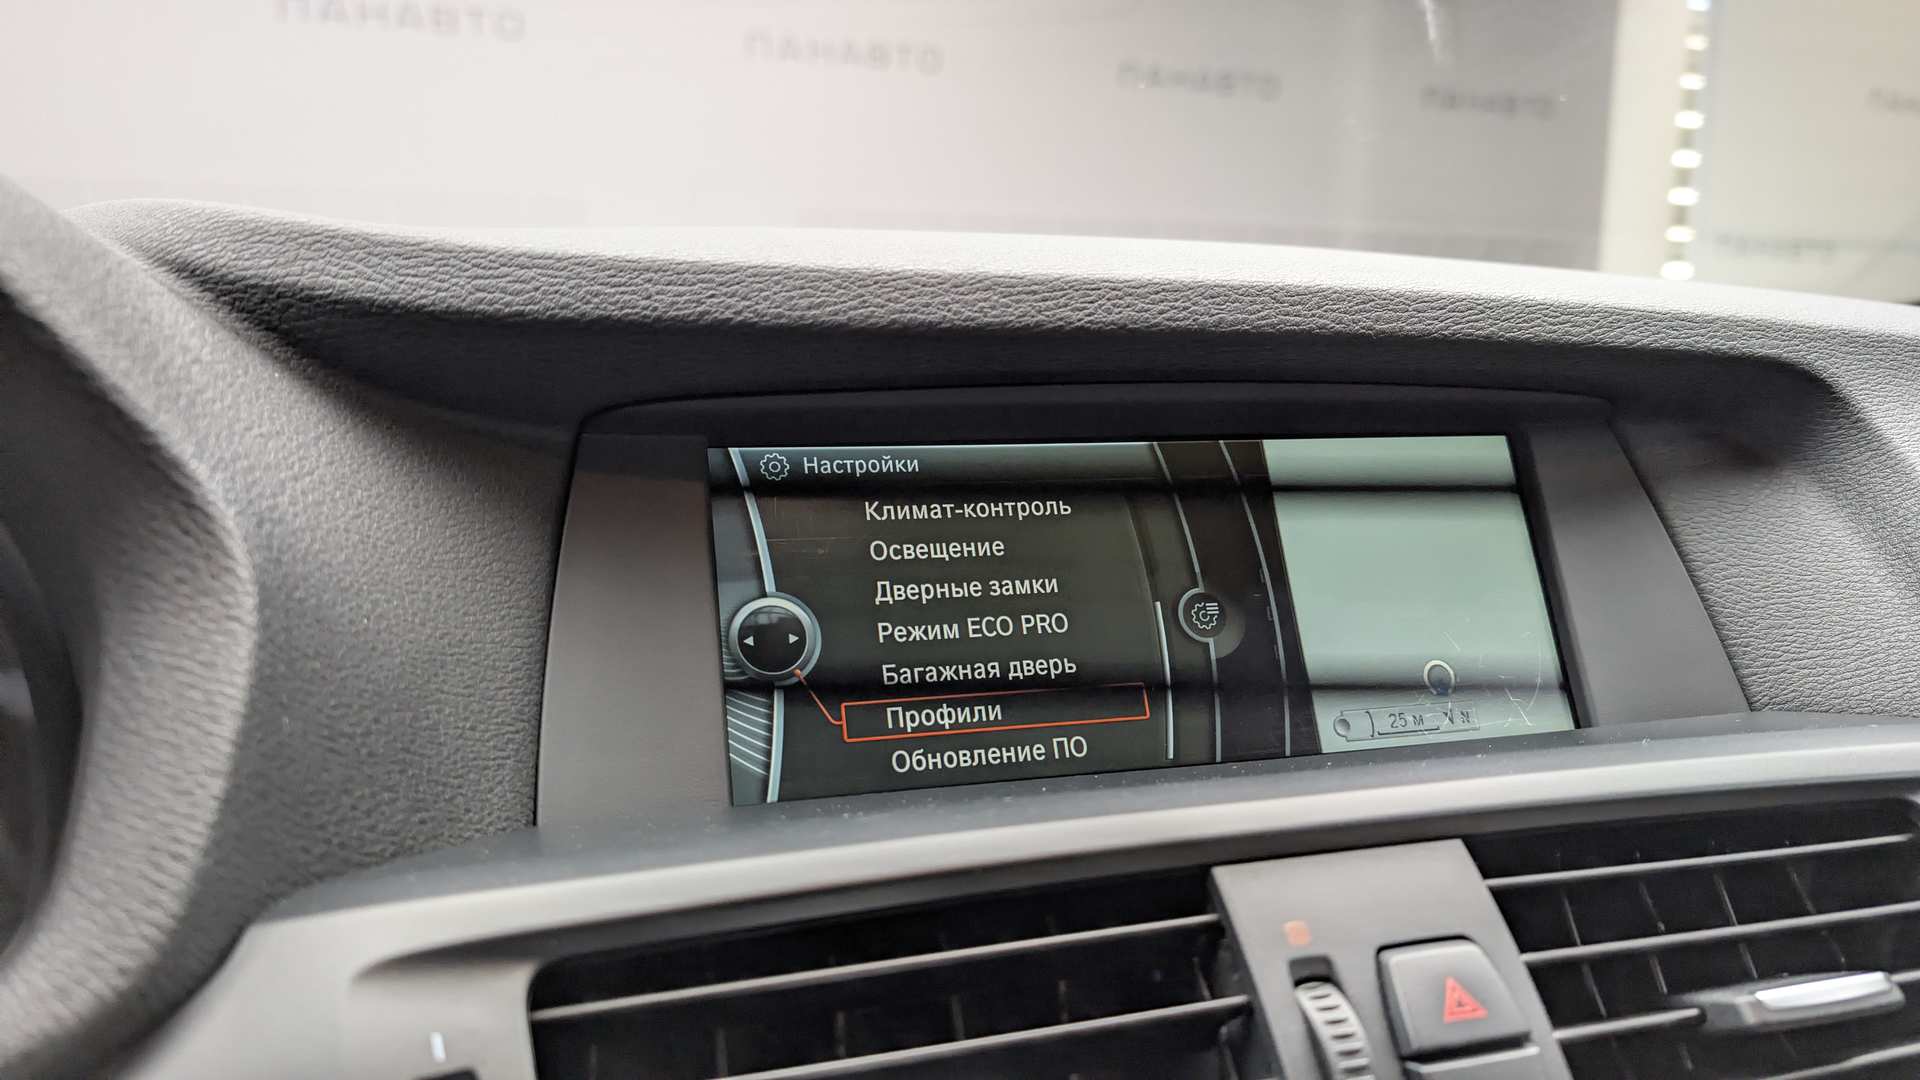 ПАНАВТО
ПАНАВТО
ПАНАВТО
ПАНАВТО
Настройки
Климат-контроль
Освещение
Дверные замки
Режим ECO PRO
Багажная дверь
Профили
Обновление ПО
25 м